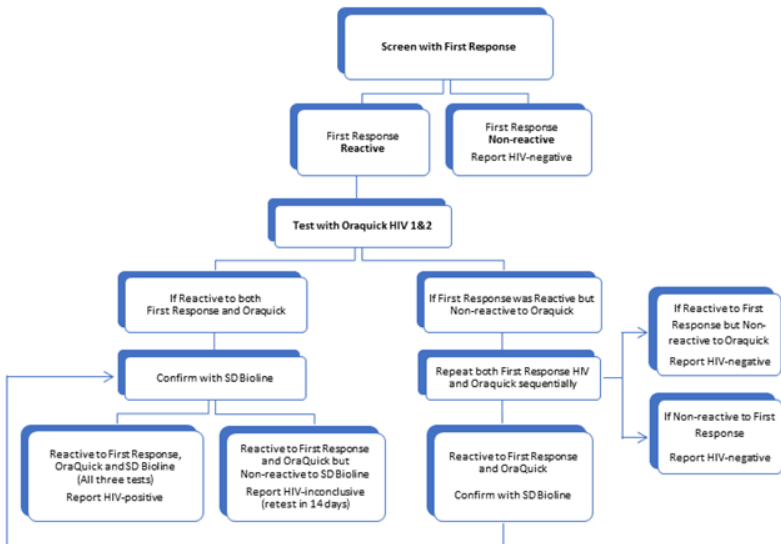 Screen with First Response
First Response
Reactive
First Response
Non-reactive
Report HIV-negative
Test with Oraquick HIV 1&2
If Reactive to both
First Response and Oraquick
If First Response was Reactive but
Non-reactive to Oraquick
If Reactive to First
Response but Non-
reactive to Oraquick
Report HIV-negative
Confirm with SD Bioline
Repeat both First Response HIV
and Oraquick sequentially
If Non-reactive to First
Response
Report HIV-negative
Reactive to First Response,
OraQuick and SD Bioline
(All three tests)
Report HIV-positive
Reactive to First Response
and OraQuick but
Non-reactive to SD Bioline
Report HIV-inconclusive
(retest in 14 days)
Reactive to First Response
and OraQuick
Confirm with SD Bioline